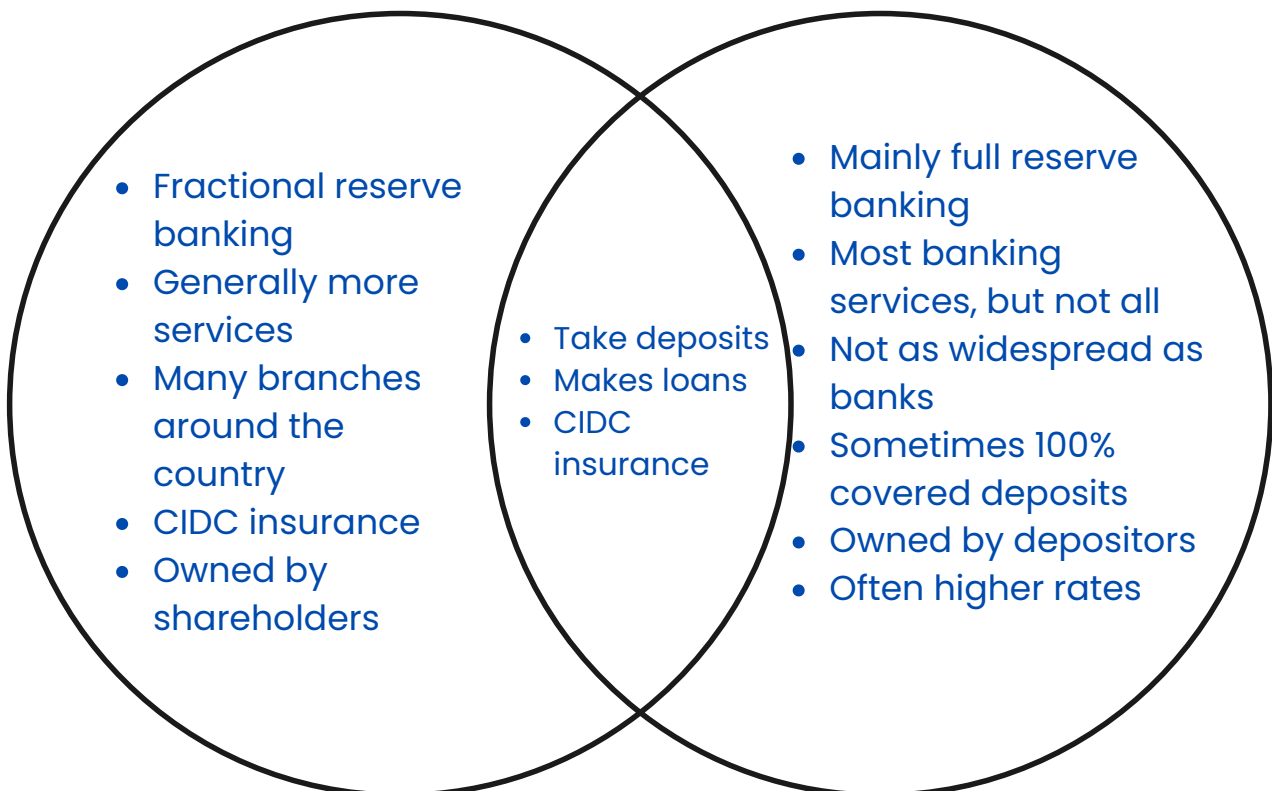 Fractional reserve
banking
Generally more
services
Many branches
around the
country
CIDC insurance
Owned by
shareholders
Take deposits
Makes loans
CIDC
insurance
Mainly full reserve
banking
Most banking
services, but not all
Not as widespread as
banks
Sometimes 100%
covered deposits
Owned by depositors
Often higher rates